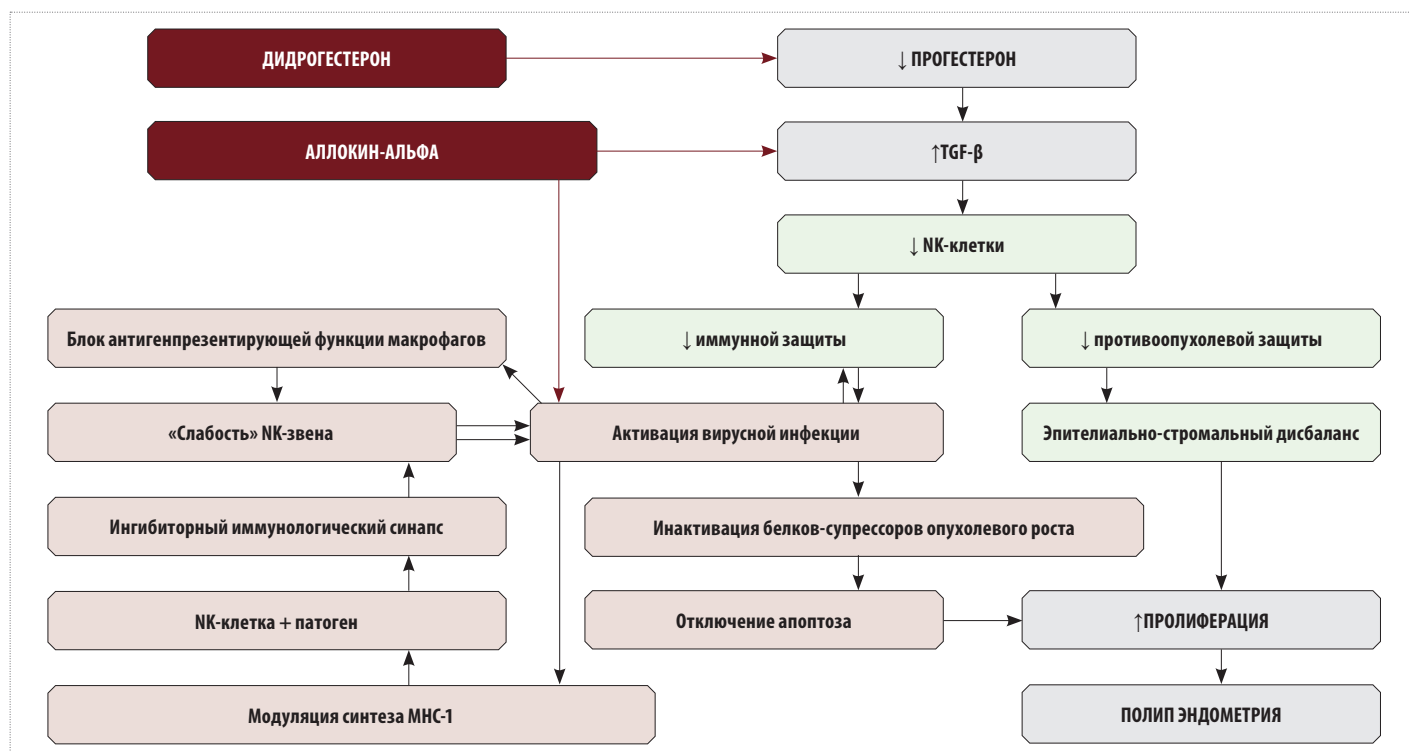 ДИДРОГЕСТЕРОН
↓ ПРОГЕСТЕРОН
АЛЛОКИН-АЛЬФА
↑TGF-β
↓ NK-клетки
Блок антигенпрезентирующей функции макрофагов
↓ иммунной защиты
↓ противоопухолевой защиты
«Слабость» NK-звена
Активация вирусной инфекции
Эпителиально-стромальный дисбаланс
Ингибиторный иммунологический синапс
Инактивация белков-супрессоров опухолевого роста
NK-клетка + патоген
Отключение апоптоза
↑ПРОЛИФЕРАЦИЯ
Модуляция синтеза МНС-1
ПОЛИП ЭНДОМЕТРИЯ